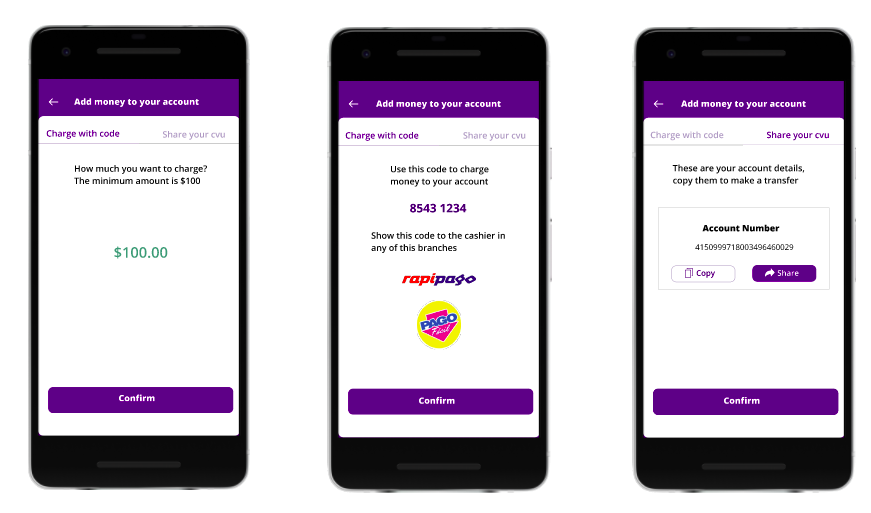 Add money to your account
Charge with code
Share your cvu
How much you want to charge?
The minimum amount is $100
$100.00
Confirm
Add money to your account
Charge with code
Share your cvu
Use this code to charge
money to your account
8543 1234
Show this code to the cashier in
any of this branches
rapipago
PAGO
Fácil
Confirm
Add money to your account
Charge with code
Share your cvu
These are your account details,
copy them to make a transfer
Account Number
4150999718003496460029
Copy
Share
Confirm